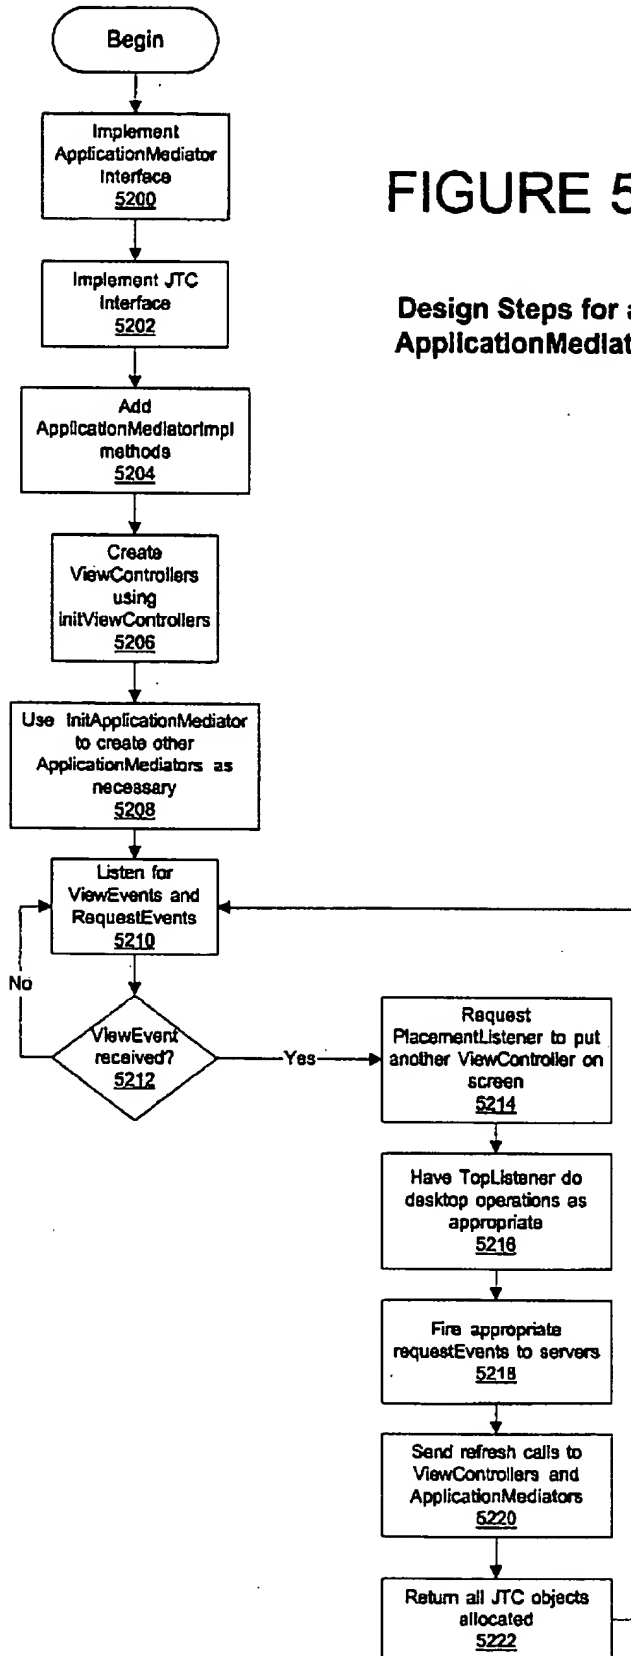 Begin
Implement
ApplicationMediator
Interface
5200
FIGURE 5
Implement JTC
Interface
5202
Design Steps for a
ApplicationMediat
Add
ApplicationMediatorImpl
methods
5204
Create
ViewControllers
using
initViewControllers
5206
Use InitApplicationMediator
to create other
ApplicationMediators as
necessary
5208
Listen for
ViewEvents and
RequestEvents
5210
No
ViewEvent
received?
5212
Yes
Request
PlacementListener to put
another ViewController on
screen
5214
Have TopListener do
desktop operations as
appropriate
5216
Fire appropriate
requestEvents to servers
5218
Send refresh calls to
ViewControllers and
ApplicationMediators
5220
Return all JTC objects
allocated
5222